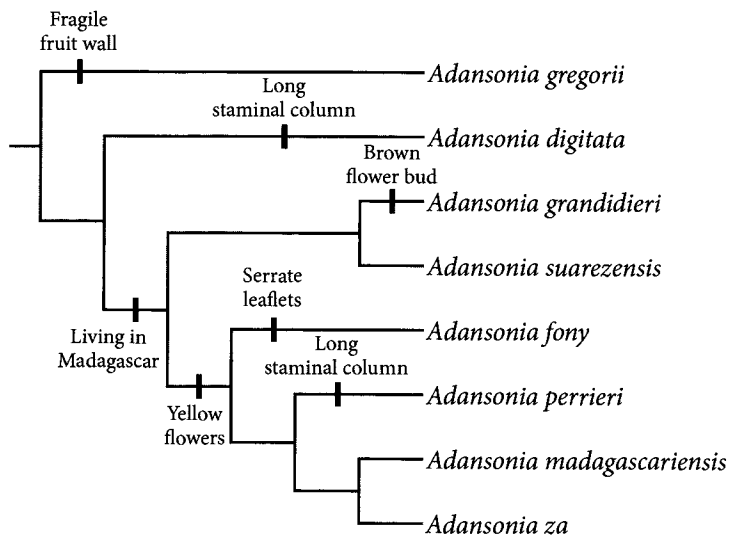 Fragile
fruit wall
Adansonia gregorii
Long
staminal column
Adansonia digitata
Brown
flower bud
Adansonia grandidieri
Adansonia suarezensis
Serrate
leaflets
Living in
Madagascar
Adansonia fony
Long
staminal column
Adansonia perrieri
Yellow
flowers
Adansonia madagascariensis
Adansonia za